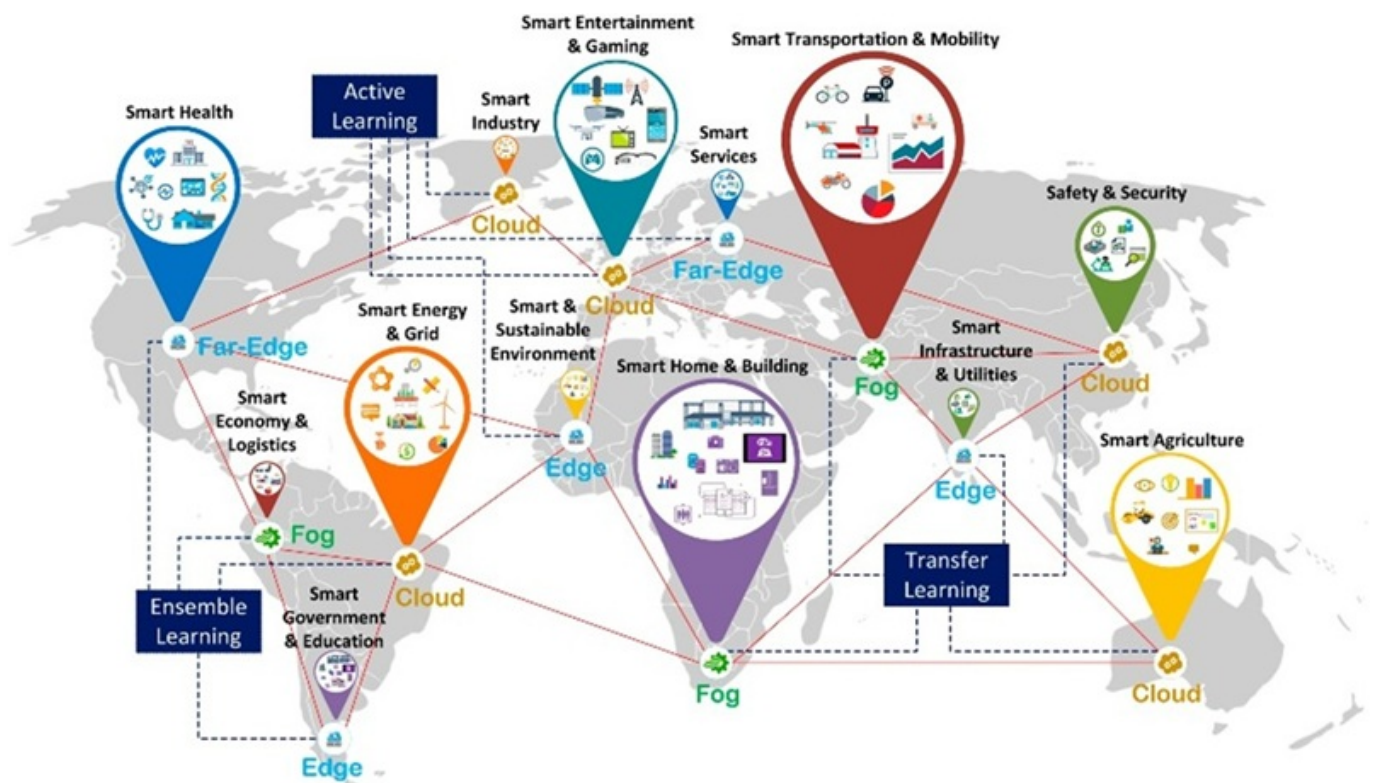 Smart Entertainment
& Gaming
Smart Transportation & Mobility
Smart Health
Active
Learning
Smart
Industry
Smart
Services
Safety & Security
Cloud
Far-Edge
Cloud
Smart Energy
& Grid
Smart &
Sustainable
Environment
Smart
Infrastructure
& Utilities
Far-Edge
Smart Home & Building
Fog
Cloud
Smart
Economy &
Logistics
Smart Agriculture
Edge
Edge
Fog
Transfer
Learning
Cloud
Smart
Government
& Education
Ensemble
Learning
Fog
Cloud
Edge